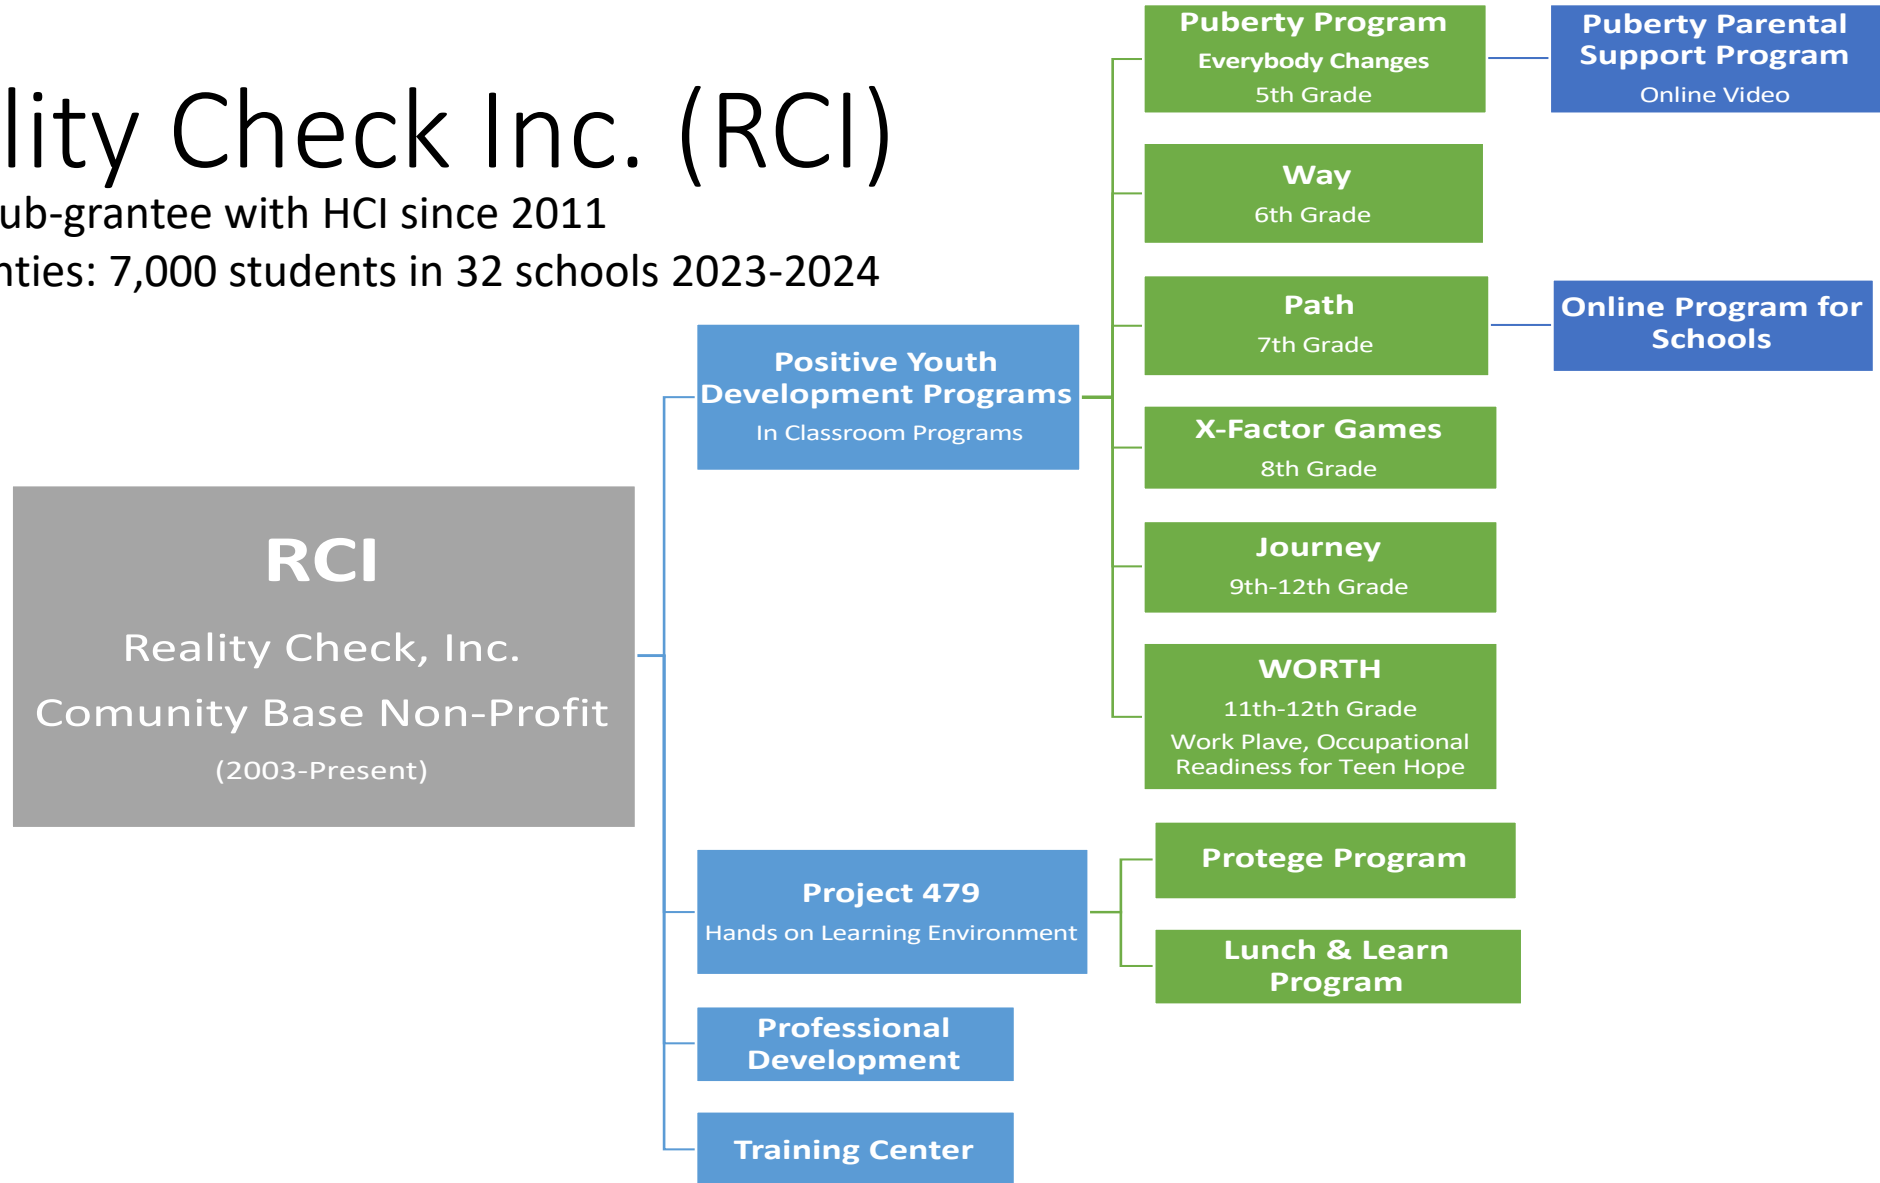 lity Check Inc. (RCI)
ub-grantee with HCI since 2011
nties: 7,000 students in 32 schools 2023-2024
RCI
Reality Check, Inc.
Comunity Base Non-Profit
(2003-Present)
Positive Youth
Development Programs
In Classroom Programs
Puberty Program
Everybody Changes
5th Grade
Puberty Parental
Support Program
Online Video
Way
6th Grade
Path
7th Grade
Online Program for
Schools
X-Factor Games
8th Grade
Journey
9th-12th Grade
WORTH
11th-12th Grade
Work Plave, Occupational
Readiness for Teen Hope
Project 479
Hands on Learning Environment
Protege Program
Lunch & Learn
Program
Professional
Development
Training Center